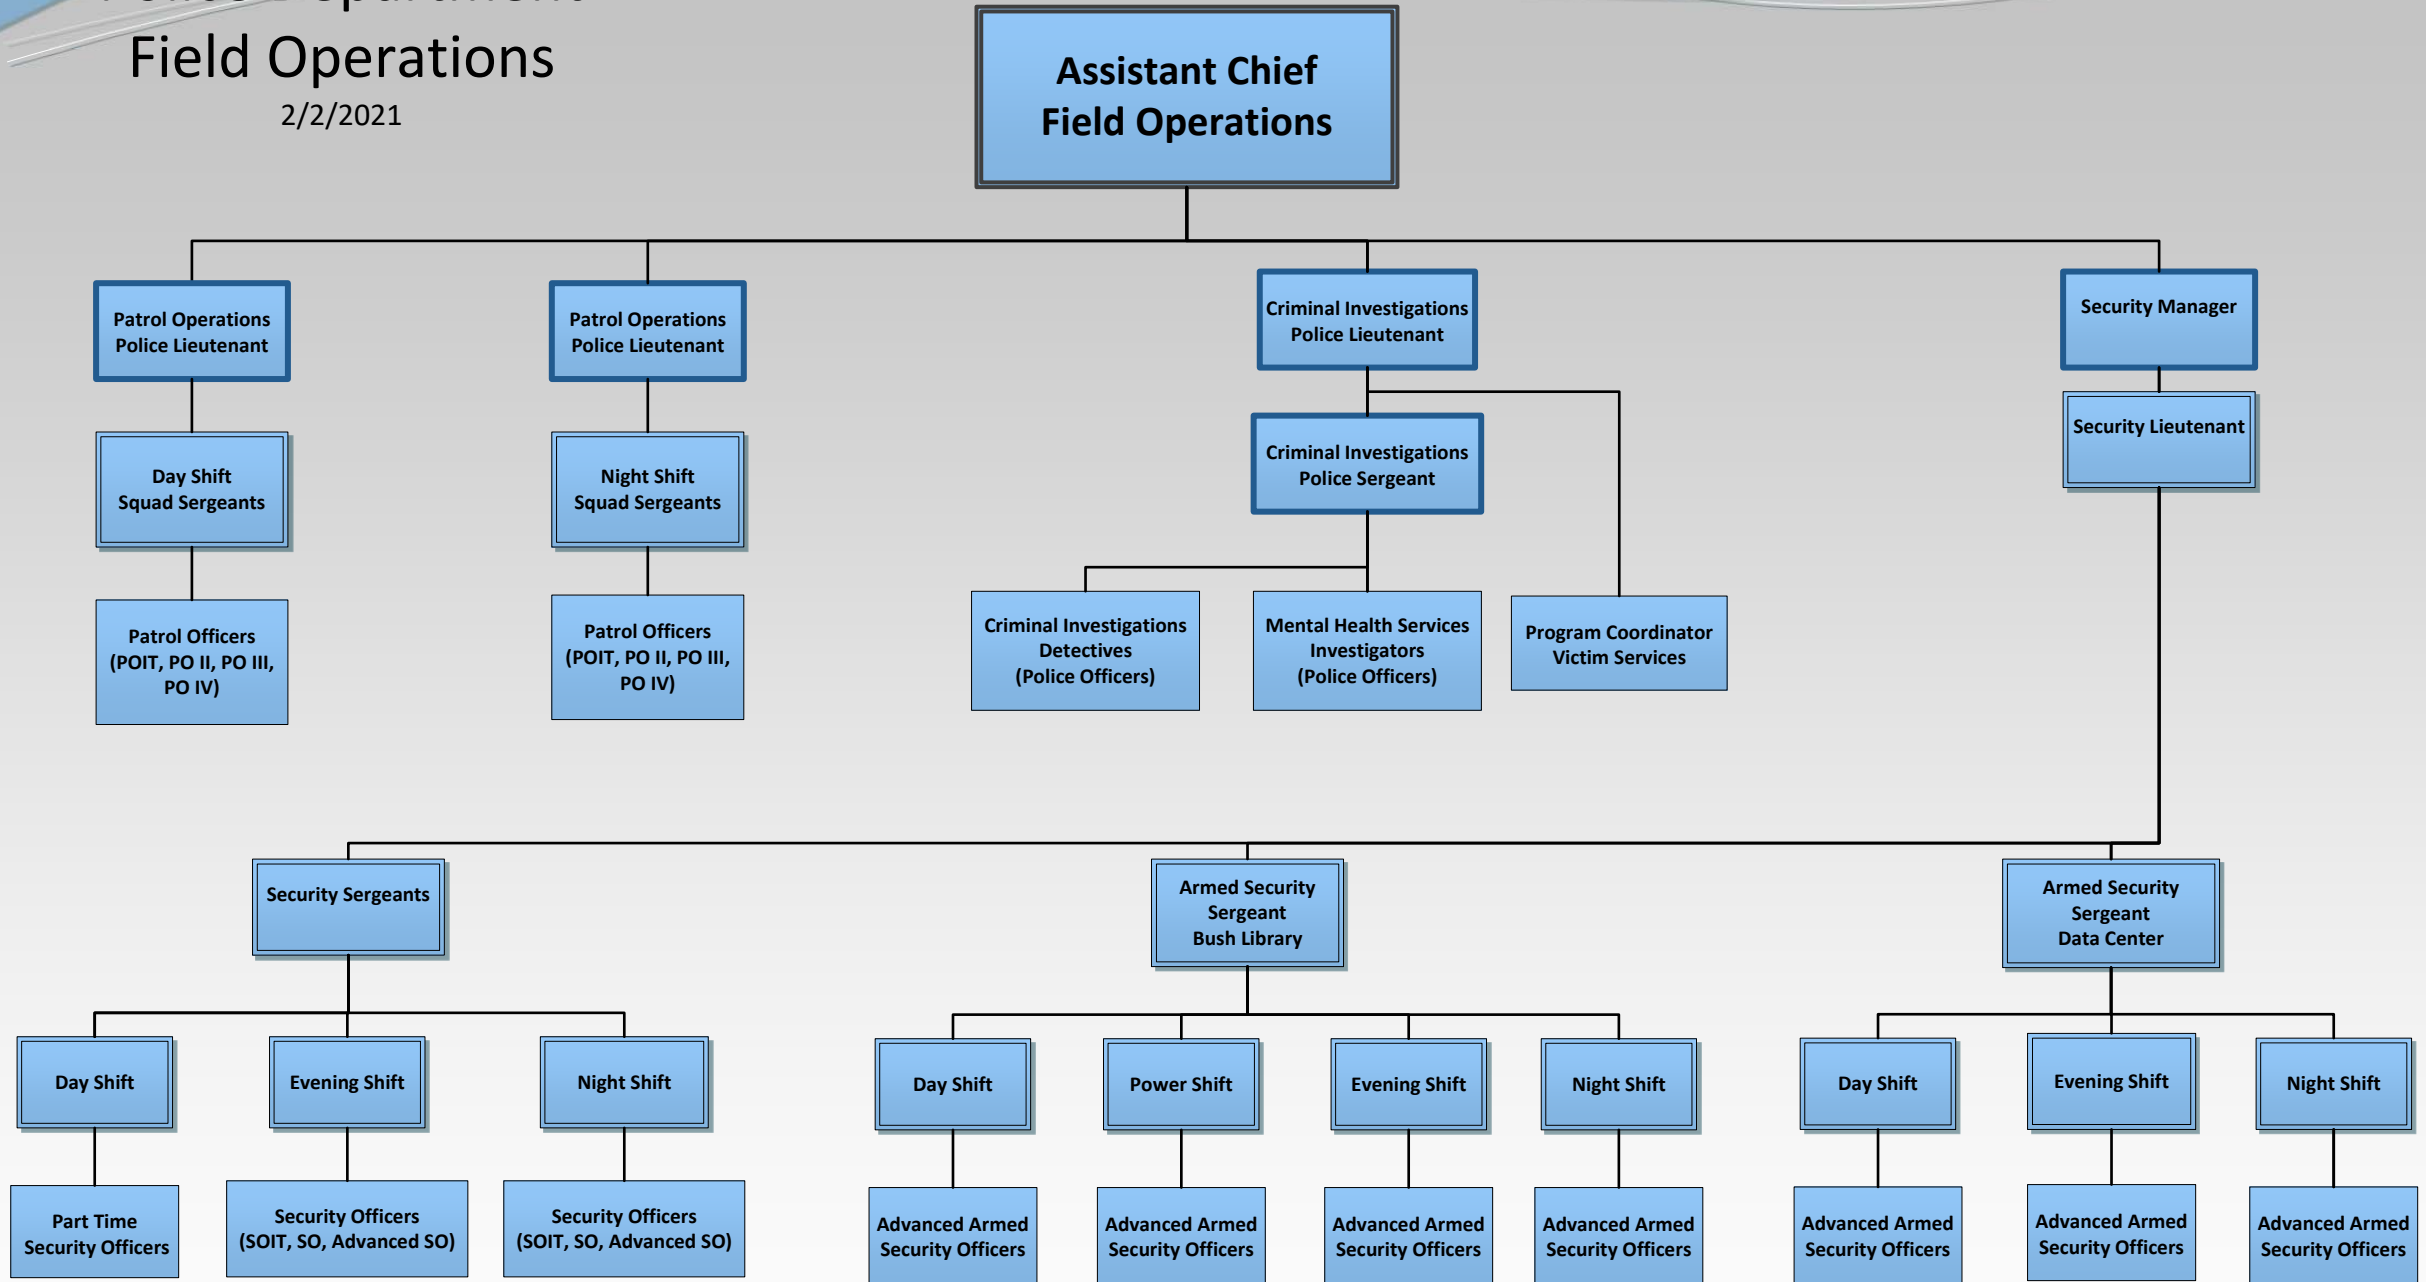 Field Operations
2/2/2021
Assistant Chief
Field Operations
Patrol Operations
Police Lieutenant
Patrol Operations
Police Lieutenant
Criminal Investigations
Police Lieutenant
Security Manager
Day Shift
Squad Sergeants
Night Shift
Squad Sergeants
Criminal Investigations
Police Sergeant
Security Lieutenant
Patrol Officers
(POIT, PO II, PO III,
PO IV)
Patrol Officers
(POIT, PO II, PO III,
PO IV)
Criminal Investigations
Detectives
(Police Officers)
Mental Health Services
Investigators
(Police Officers)
Program Coordinator
Victim Services
Security Sergeants
Armed Security
Sergeant
Bush Library
Armed Security
Sergeant
Data Center
Day Shift
Evening Shift
Night Shift
Day Shift
Power Shift
Evening Shift
Night Shift
Day Shift
Evening Shift
Night Shift
Part Time
Security Officers
Security Officers
(SOIT, SO, Advanced SO)
Security Officers
(SOIT, SO, Advanced SO)
Advanced Armed
Security Officers
Advanced Armed
Security Officers
Advanced Armed
Security Officers
Advanced Armed
Security Officers
Advanced Armed
Security Officers
Advanced Armed
Security Officers
Advanced Armed
Security Officers